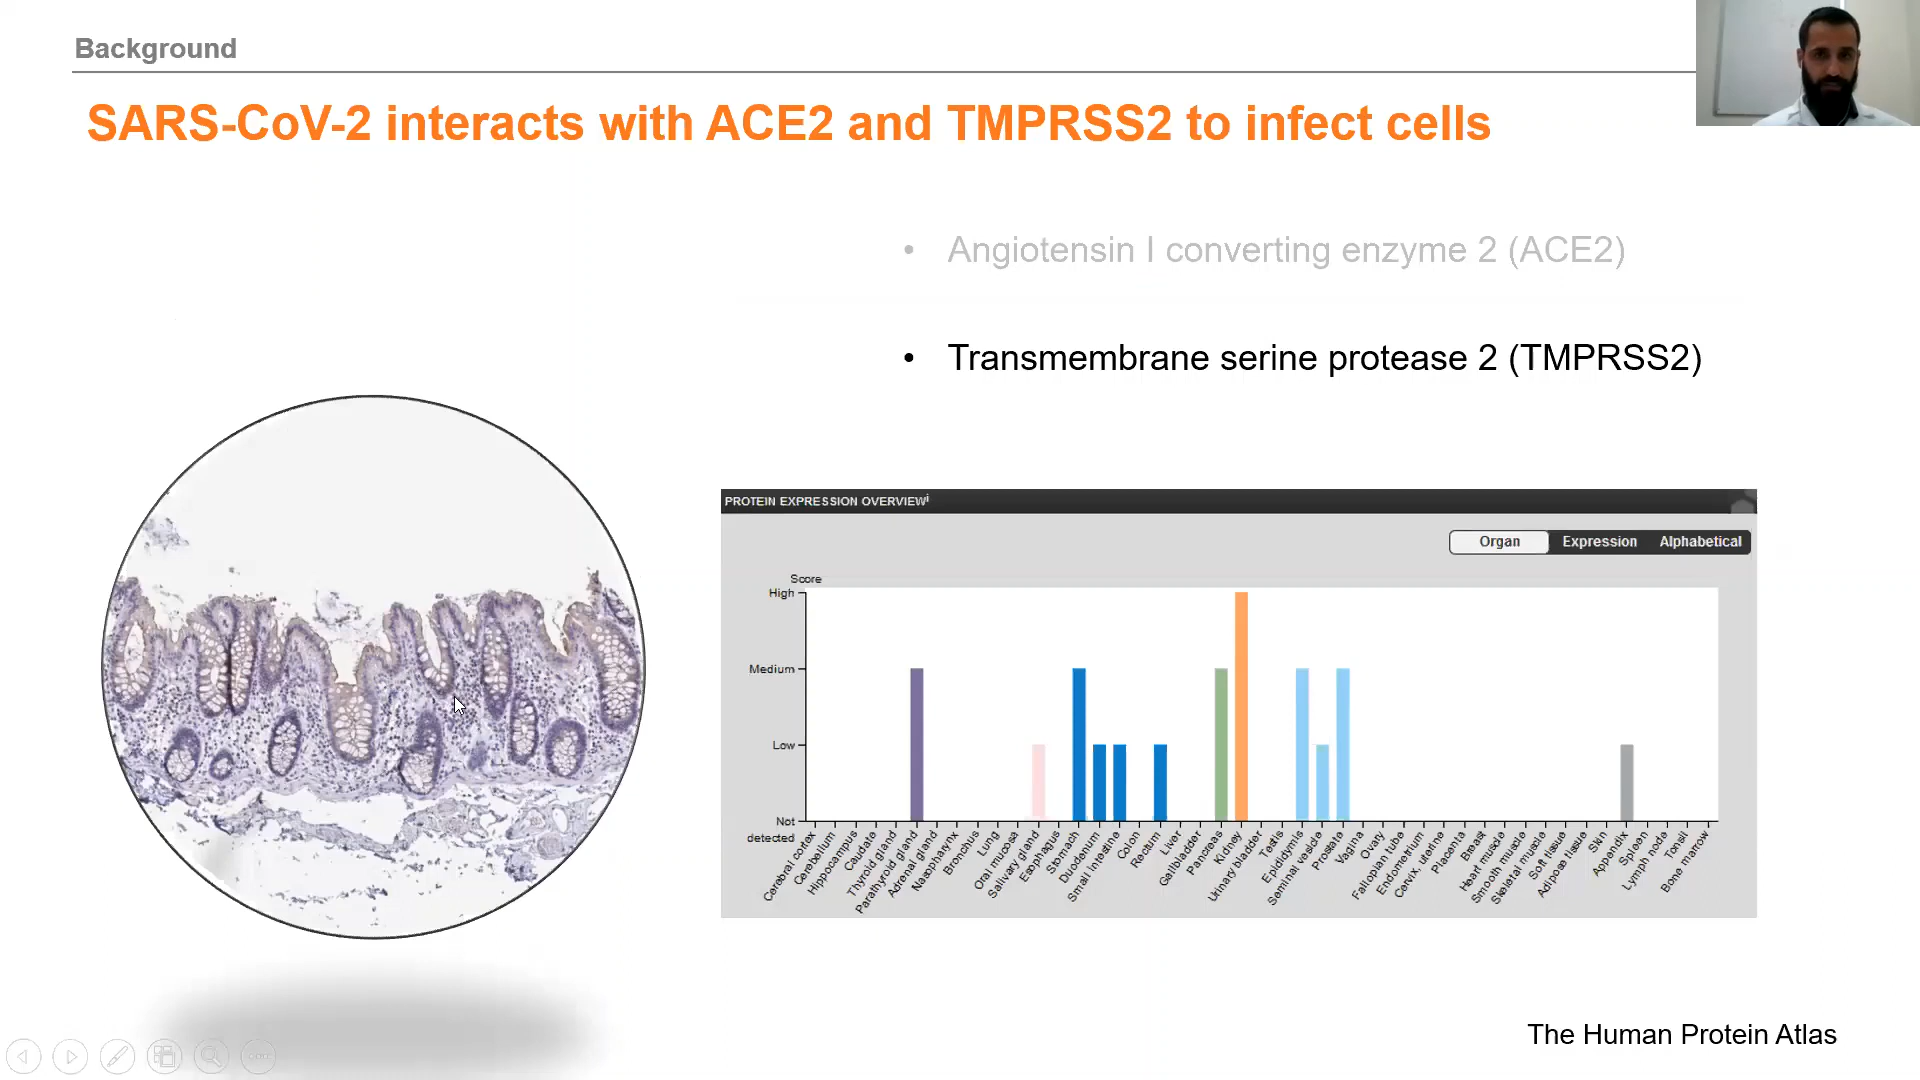 Background
SARS-CoV-2 interacts with ACE2 and TMPRSS2 to infect cells
• Angiotensin I converting enzyme 2 (ACE2)
• Transmembrane serine protease 2 (TMPRSS2)
PROTEIN EXPRESSION OVERVIEWi
Organ Expression Alphabetical
Score
High
Medium
Low
Not
detected
Cerebral cortex
Cerebellum
Hippocampus
Caudate
Thyroid gland
Parathyroid gland
Adrenal gland
Nasopharynx
Bronchus
Lung
Oral mucosa
Salivary gland
Esophagus
Stomach
Duodenum
Small intestine
Colon
Rectum
Liver
Gallbladder
Pancreas
Kidney
Urinary bladder
Testis
Epididymis
Seminal vesicle
Prostate
Vagina
Ovary
Fallopian tube
Endometrium
Cervix, uterine
Placenta
Breast
Heart muscle
Smooth muscle
Skeletal muscle
Soft tissue
Adipose tissue
Skin
Appendix
Spleen
Lymph node
Tonsil
Bone marrow
The Human Protein Atlas